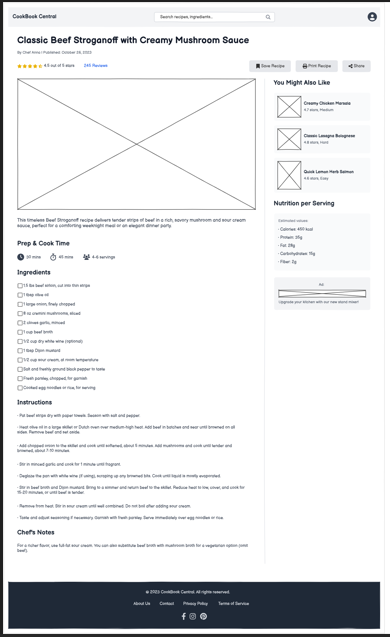 CookBook Central
Search recipes, ingredients...
Classic Beef Stroganoff with Creamy Mushroom Sauce
By Chef Anna | Published: October 26, 2023
4.5 out of 5 stars
245 Reviews
Save Recipe
Print Recipe
Share
This timeless Beef Stroganoff recipe delivers tender strips of beef in a rich, savory mushroom and sour cream
sauce, perfect for a comforting weeknight meal or an elegant dinner party.
Prep & Cook Time
30 mins
45 mins
4-6 servings
Ingredients
1.5 lbs beef sirloin, cut into thin strips
1 tbsp olive oil
1 large onion, finely chopped
8 oz cremini mushrooms, sliced
2 cloves garlic, minced
1 cup beef broth
1/2 cup dry white wine (optional)
1 tbsp Dijon mustard
1/2 cup sour cream, at room temperature
Salt and freshly ground black pepper to taste
Fresh parsley, chopped, for garnish
Cooked egg noodles or rice, for serving
Instructions
· Pat beef strips dry with paper towels. Season with salt and pepper.
· Heat olive oil in a large skillet or Dutch oven over medium-high heat. Add beef in batches and sear until browned on all
sides. Remove beef and set aside.
· Add chopped onion to the skillet and cook until softened, about 5 minutes. Add mushrooms and cook until tender and
browned, about 7-10 minutes.
· Stir in minced garlic and cook for 1 minute until fragrant.
· Deglaze the pan with white wine (if using), scraping up any browned bits. Cook until liquid is mostly evaporated.
· Stir in beef broth and Dijon mustard. Bring to a simmer and return beef to the skillet. Reduce heat to low, cover, and cook for
15-20 minutes, or until beef is tender.
· Remove from heat. Stir in sour cream until well combined. Do not boil after adding sour cream.
· Taste and adjust seasoning if necessary. Garnish with fresh parsley. Serve immediately over egg noodles or rice.
Chef's Notes
For a richer flavor, use full-fat sour cream. You can also substitute beef broth with mushroom broth for a vegetarian option (omit
beef).
You Might Also Like
Creamy Chicken Marsala
4.7 stars, Medium
Classic Lasagna Bolognese
4.8 stars, Hard
Quick Lemon Herb Salmon
4.6 stars, Easy
Nutrition per Serving
Estimated values:
· Calories: 450 kcal
· Protein: 35g
· Fat: 28g
· Carbohydrates: 15g
· Fiber: 2g
Ad
Upgrade your kitchen with our new stand mixer!
© 2023 CookBook Central. All rights reserved.
About Us
Contact
Privacy Policy
Terms of Service